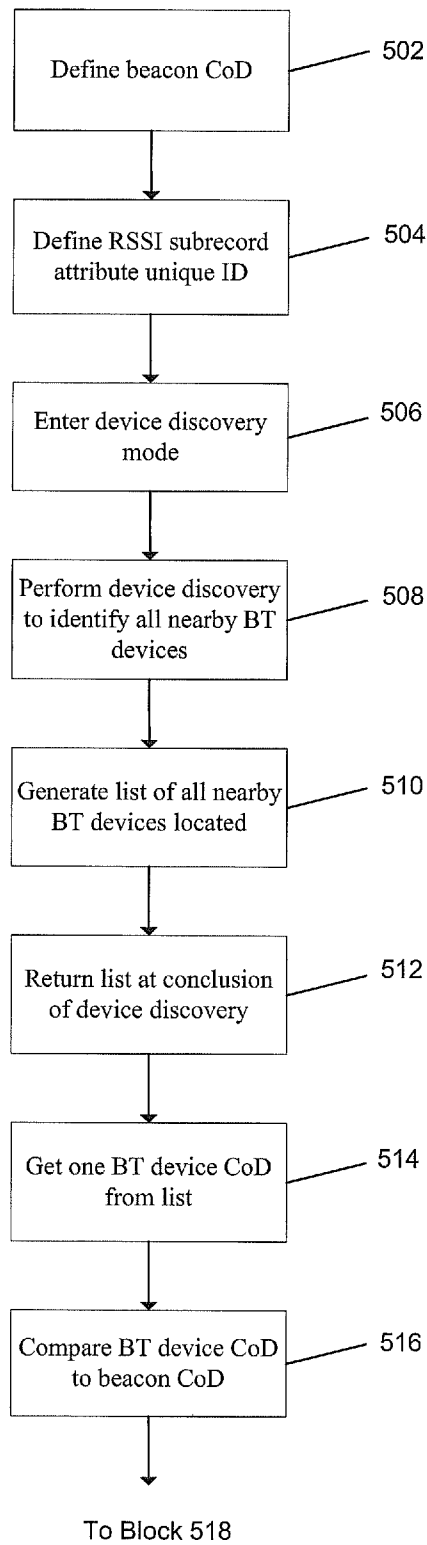 Define beacon CoD
502
Define RSSI subrecord
attribute unique ID
504
Enter device discovery
mode
506
Perform device discovery
to identify all nearby BT
devices
508
Generate list of all nearby
BT devices located
510
Return list at conclusion
of device discovery
512
Get one BT device CoD
from list
514
Compare BT device CoD
to beacon CoD
516
To Block 518